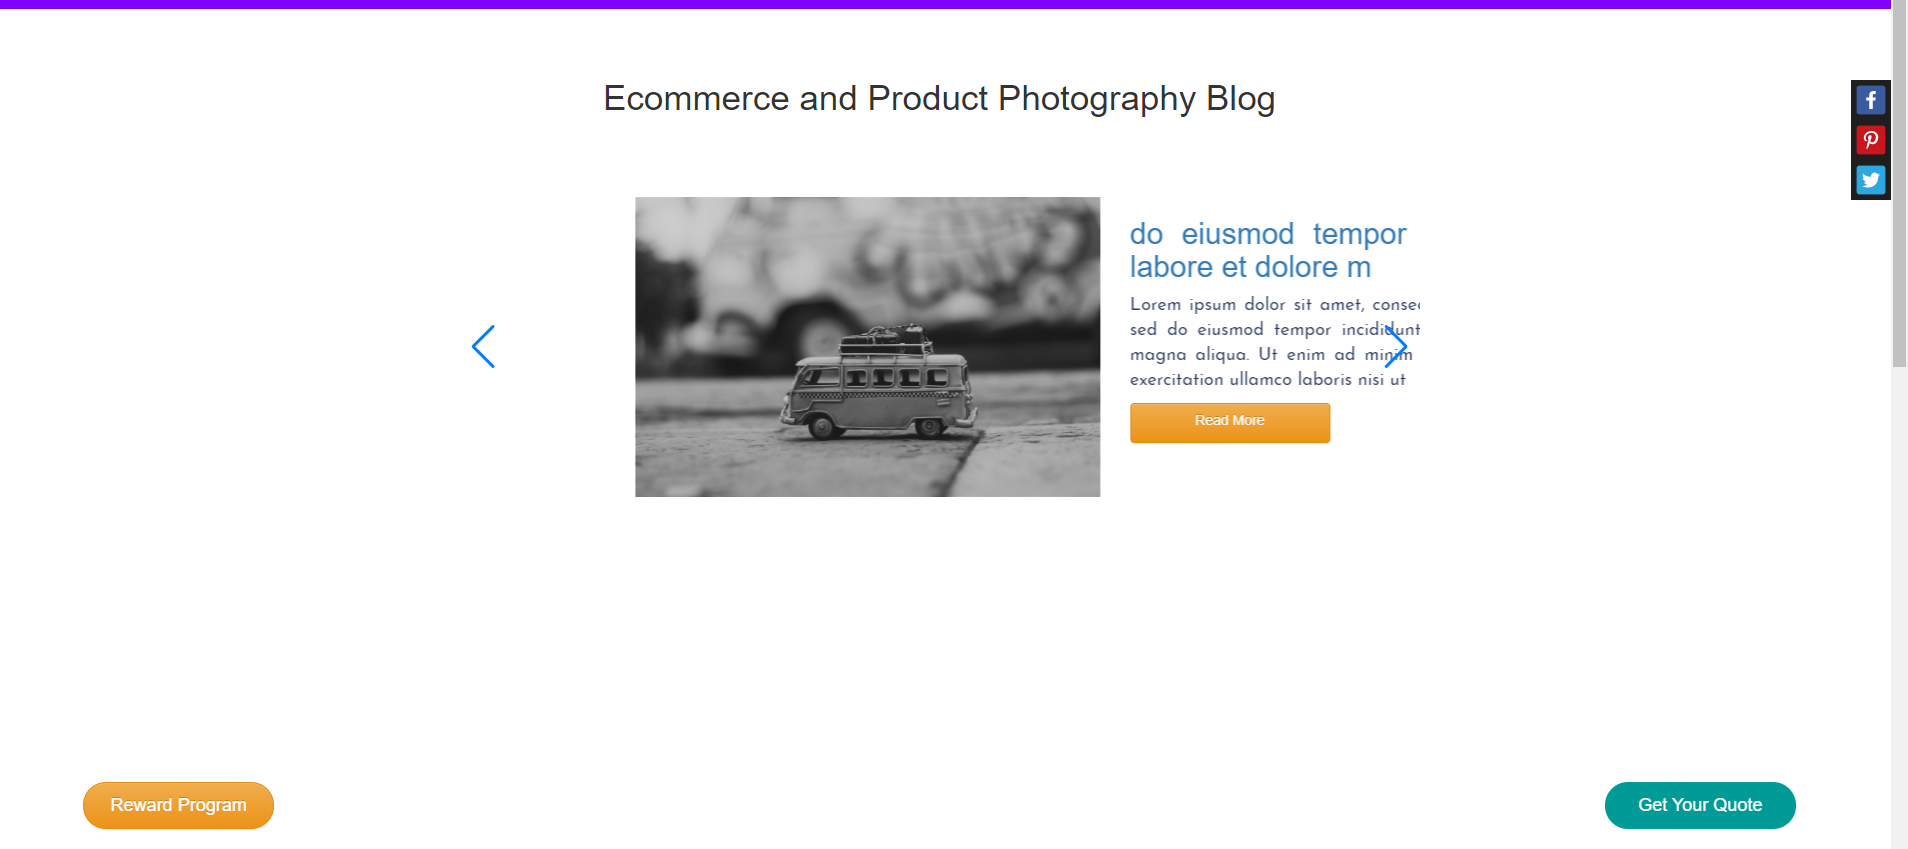 Ecommerce and Product Photography Blog
do eiusmod tempor
labore et dolore m
Lorem ipsum dolor sit amet,
sed do eiusmod tempor incididunt
magna aliqua. Ut enim ad minim
exercitation ullamco laboris nisi ut
Read More
Reward Program
Get Your Quote